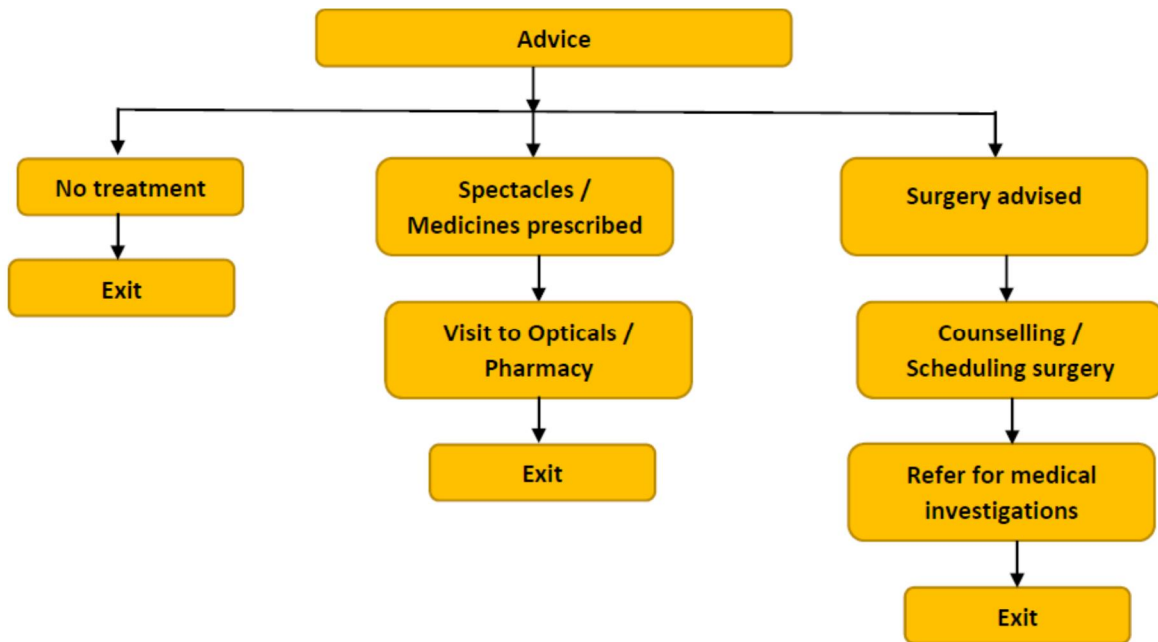 Advice
No treatment
Exit
Spectacles /
Medicines prescribed
Visit to Opticals /
Pharmacy
Exit
Surgery advised
Counselling /
Scheduling surgery
Refer for medical
investigations
Exit